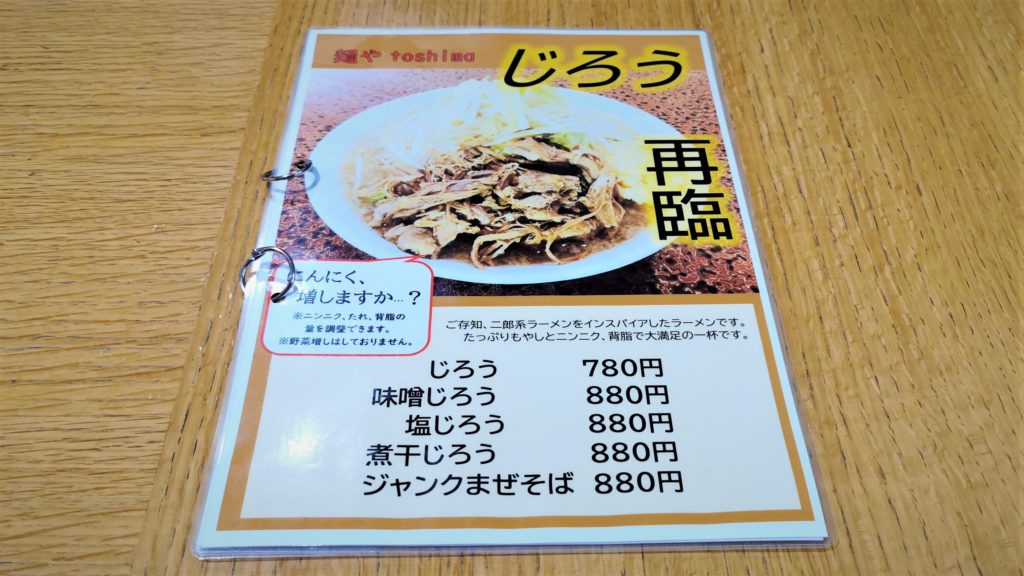 麺や toshima
じろう
再臨
にんにく、
増しますか…?
※ニンニク、たれ、背脂の
量を調整できます。
※野菜増しはしておりません。
ご存知、二郎系ラーメンをインスパイアしたラーメンです。
たっぷりもやしとニンニク、背脂で大満足の一杯です。
じろう 780円
味噌じろう 880円
塩じろう 880円
煮干じろう 880円
ジャンクまぜそば 880円